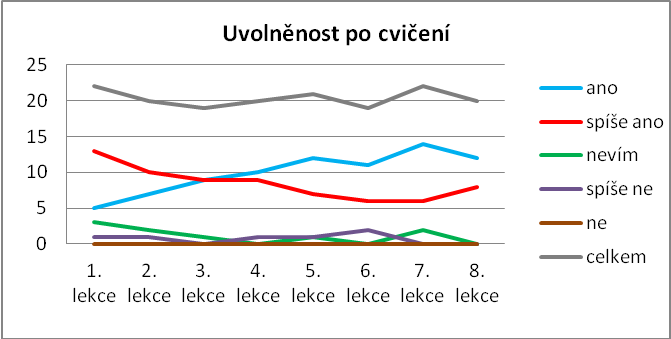 Uvolněnost po cvičení
25
20
15
10
5
0
1. lekce
2. lekce
3. lekce
4. lekce
5. lekce
6. lekce
7. lekce
8. lekce
ano
spíše ano
nevím
spíše ne
ne
celkem